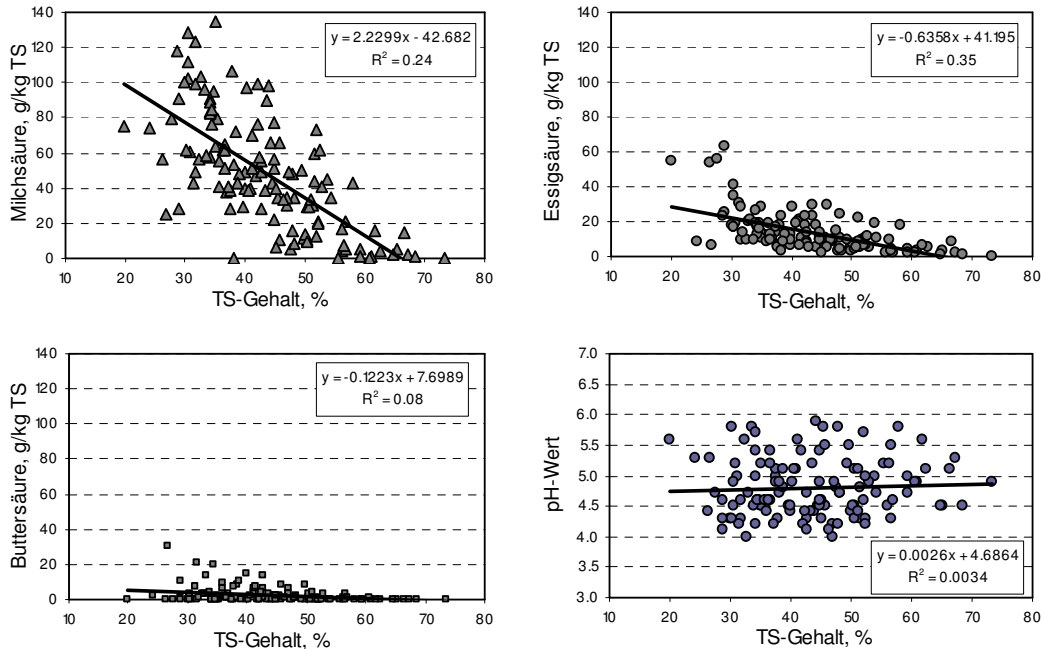 140
120
100
80
60
40
20
0
Milchsäure, g/kg TS
y = 2.2299x - 42.682
R² = 0.24
10 20 30 40 50 60 70 80
TS-Gehalt, %
140
120
100
80
60
40
20
0
Essigsäure, g/kg TS
y = -0.6358x + 41.195
R² = 0.35
10 20 30 40 50 60 70 80
TS-Gehalt, %
140
120
100
80
60
40
20
0
Buttersäure, g/kg TS
y = -0.1223x + 7.6989
R² = 0.08
10 20 30 40 50 60 70 80
TS-Gehalt, %
7.0
6.5
6.0
5.5
5.0
4.5
4.0
3.5
3.0
pH-Wert
y = 0.0026x + 4.6864
R² = 0.0034
10 20 30 40 50 60 70 80
TS-Gehalt, %